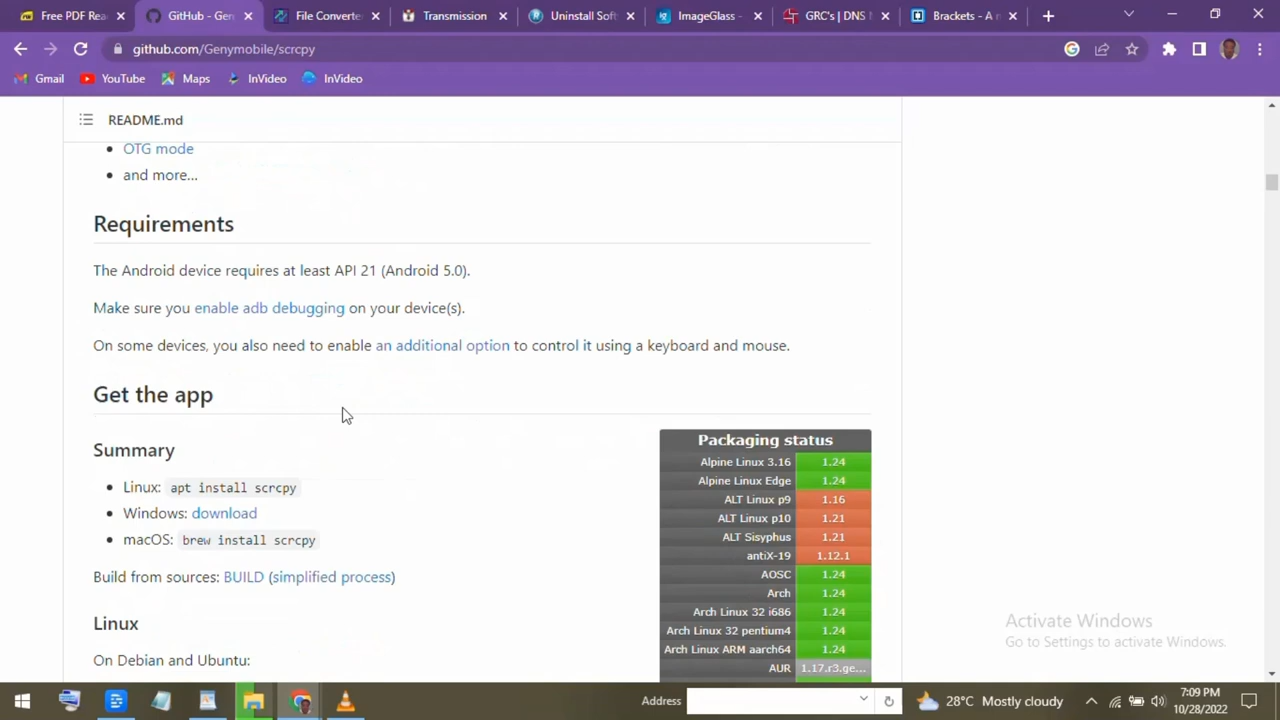 Free PDF Rea
GitHub - Gen
File Converte
Transmission
Uninstall Sof
ImageGlass -
GRC's | DNS N
Brackets - A n
github.com/Genymobile/scrcpy
Gmail
YouTube
Maps
InVideo
InVideo
README.md
OTG mode
and more...
Requirements
The Android device requires at least API 21 (Android 5.0).
Make sure you enable adb debugging on your device(s).
On some devices, you also need to enable an additional option to control it using a keyboard and mouse.
Get the app
Summary
Linux: apt install scrcpy
Windows: download
macOS: brew install scrcpy
Build from sources: BUILD (simplified process)
Linux
On Debian and Ubuntu:
Packaging status
Alpine Linux 3.16 1.24
Alpine Linux Edge 1.24
ALT Linux p9 1.16
ALT Linux p10 1.21
ALT Sisyphus 1.21
antiX-19 1.12.1
AOSC 1.24
Arch 1.24
Arch Linux 32 i686 1.24
Arch Linux 32 pentium4 1.24
Arch Linux ARM aarch64 1.24
AUR 1.17.r3.ge...
Activate Windows
Go to Settings to activate Windows.
Address
28°C Mostly cloudy
7:09 PM
10/28/2022